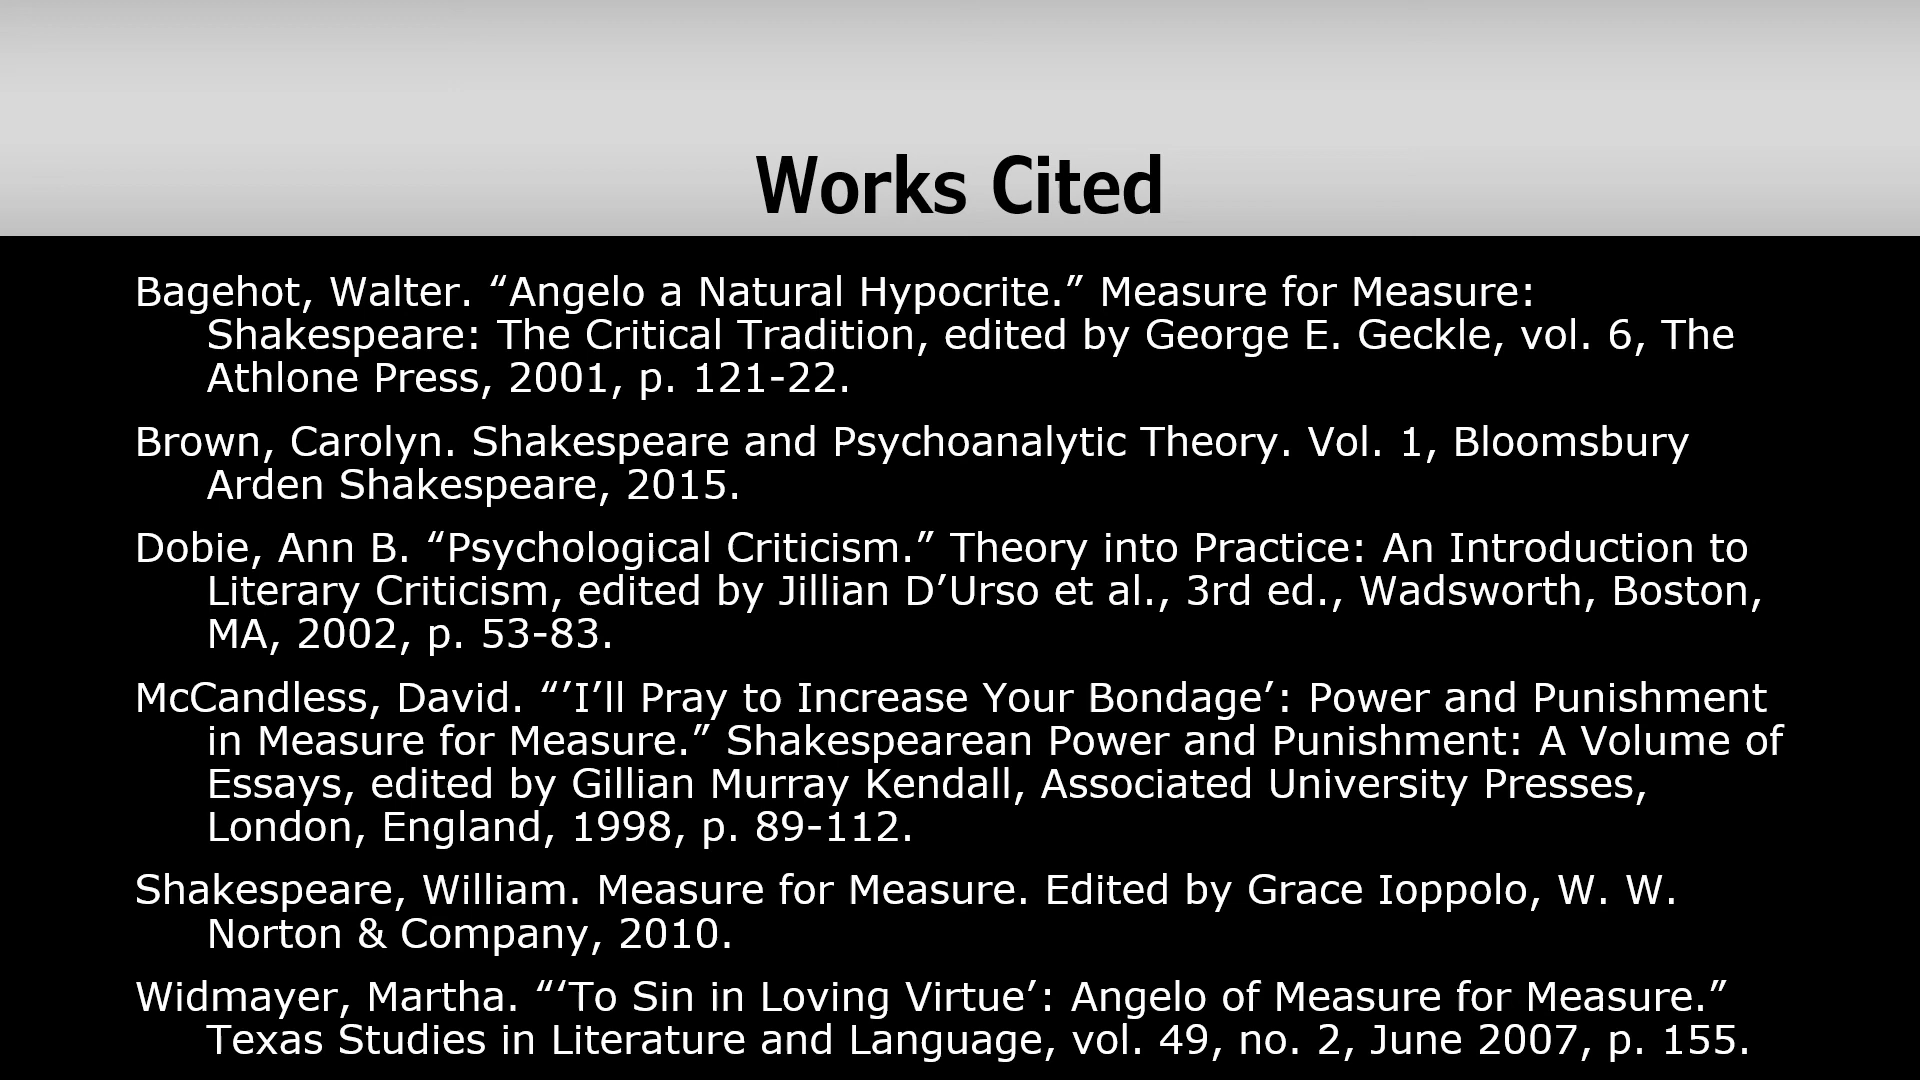 Works Cited
Bagehot, Walter. “Angelo a Natural Hypocrite.” Measure for Measure:
Shakespeare: The Critical Tradition, edited by George E. Geckle, vol. 6, The
Athlone Press, 2001, p. 121-22.
Brown, Carolyn. Shakespeare and Psychoanalytic Theory. Vol. 1, Bloomsbury
Arden Shakespeare, 2015.
Dobie, Ann B. “Psychological Criticism.” Theory into Practice: An Introduction to
Literary Criticism, edited by Jillian D’Urso et al., 3rd ed., Wadsworth, Boston,
MA, 2002, p. 53-83.
McCandless, David. “’I’ll Pray to Increase Your Bondage’: Power and Punishment
in Measure for Measure.” Shakespearean Power and Punishment: A Volume of
Essays, edited by Gillian Murray Kendall, Associated University Presses,
London, England, 1998, p. 89-112.
Shakespeare, William. Measure for Measure. Edited by Grace Ioppolo, W. W.
Norton & Company, 2010.
Widmayer, Martha. “‘To Sin in Loving Virtue’: Angelo of Measure for Measure.”
Texas Studies in Literature and Language, vol. 49, no. 2, June 2007, p. 155.